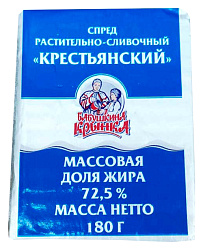 СПРЕД
РАСТИТЕЛЬНО-СЛИВОЧНЫЙ
«КРЕСТЬЯНСКИЙ»
БАБУШКИНА
КРЫНКА
МАССОВАЯ
ДОЛЯ ЖИРА
72,5%
МАССА НЕТТО
180 Г